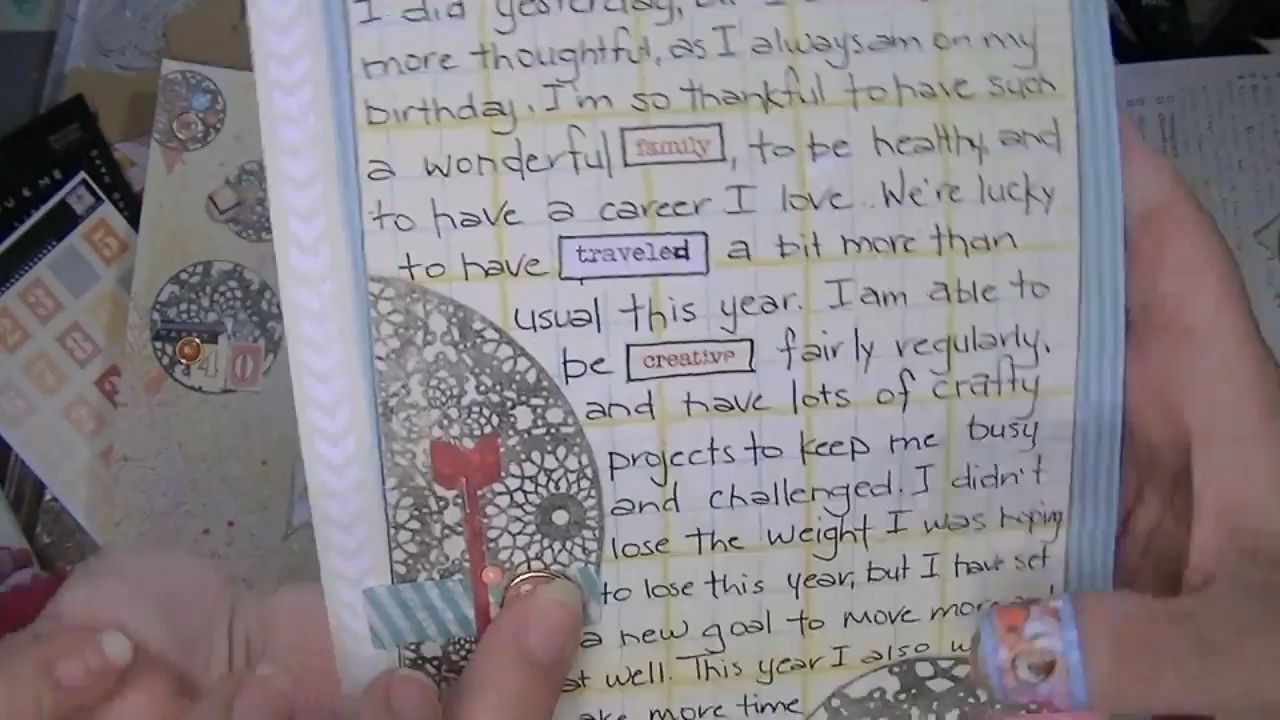 I did yesterday,
more thoughtful, as I always am on my
birthday. I'm so thankful to have such
a wonderful family, to be healthy and
to have a career I love. We're lucky
to have traveled a bit more than
usual this year. I am able to
be creative fairly regularly,
and have lots of crafty
projects to keep me busy
and challenged. I didn't
lose the weight I was hoping
to lose this year, but I have set
a new goal to move more
well. This year I also
more time